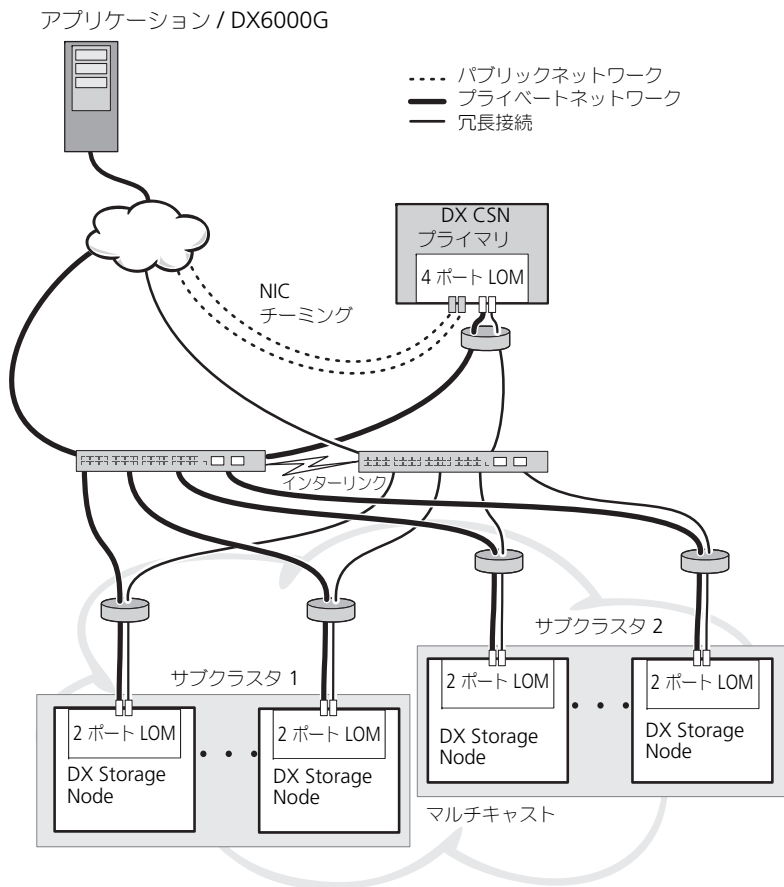 アプリケーション / DX6000G
パブリックネットワーク
プライベートネットワーク
冗長接続
DX CSN
プライマリ
4 ポート LOM
NIC
チーミング
インターリンク
サブクラスタ 2
サブクラスタ 1
2 ポート LOM
DX Storage
Node
2 ポート LOM
DX Storage
Node
2 ポート LOM
DX Storage
Node
2 ポート LOM
DX Storage
Node
マルチキャスト